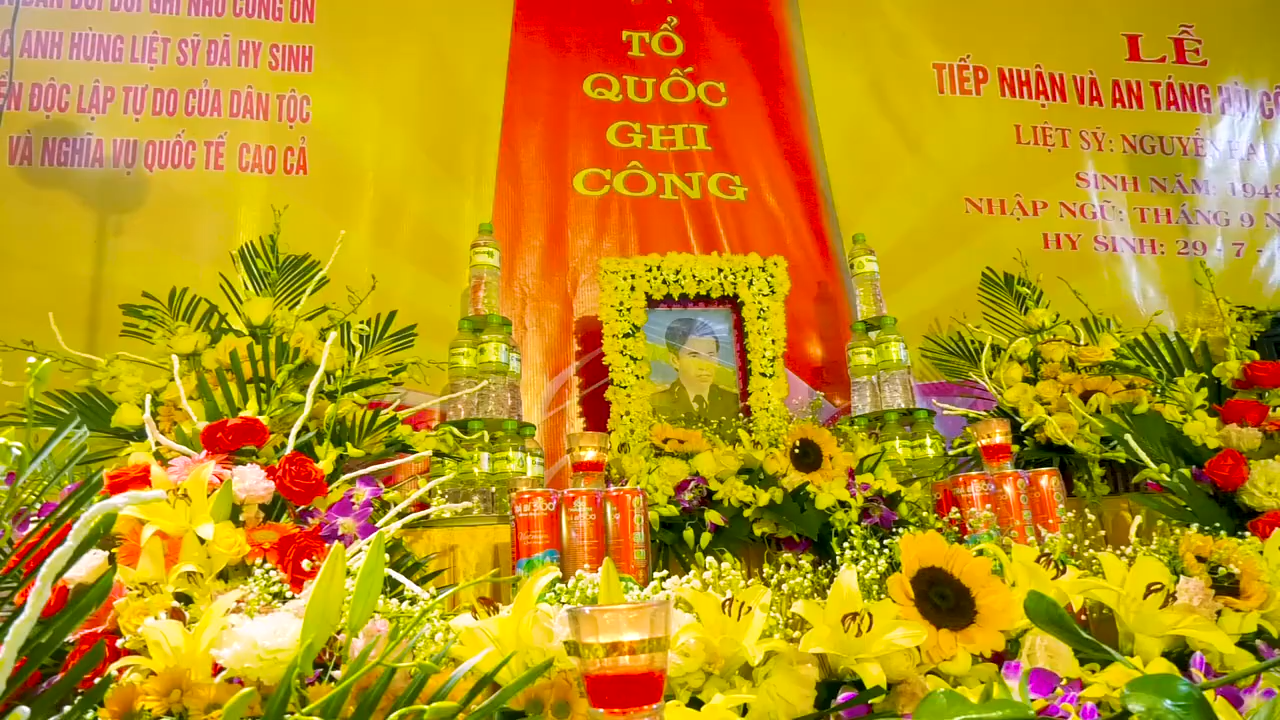 ĐỜI ĐỜI GHI NHỚ CÔNG ƠN
ANH HÙNG LIỆT SỸ ĐÃ HY SINH
ĐỘC LẬP TỰ DO CỦA DÂN TỘC
VÀ NGHĨA VỤ QUỐC TẾ CAO CẢ
TỔ
QUỐC
GHI
CÔNG
LỄ
TIẾP NHẬN VÀ AN TÁNG HÀI
LIỆT SỸ: NGUYỄN
SINH NĂM:
NHẬP NGŨ: THÁNG 9
HY SINH: 29 - 7 -